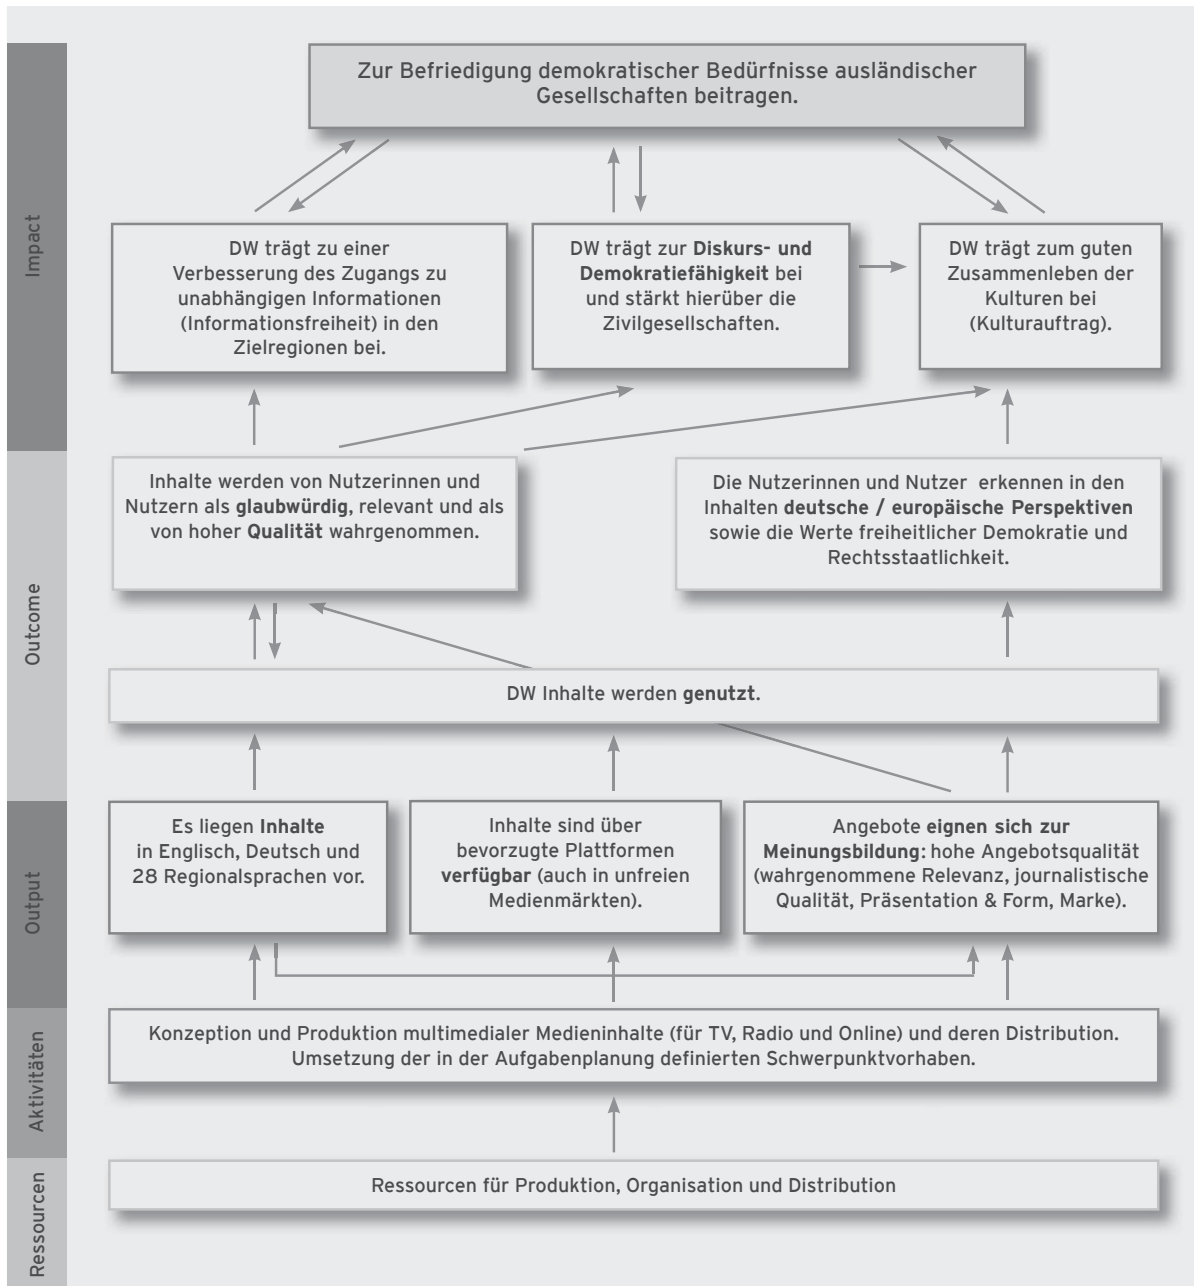 Impact
Zur Befriedigung demokratischer Bedürfnisse ausländischer
Gesellschaften beitragen.
DW trägt zu einer
Verbesserung des Zugangs zu
unabhängigen Informationen
(Informationsfreiheit) in den
Zielregionen bei.
DW trägt zur Diskurs- und
Demokratiefähigkeit bei
und stärkt hierüber die
Zivilgesellschaften.
DW trägt zum guten
Zusammenleben der
Kulturen bei
(Kulturauftrag).
Outcome
Inhalte werden von Nutzerinnen und
Nutzern als glaubwürdig, relevant und als
von hoher Qualität wahrgenommen.
Die Nutzerinnen und Nutzer erkennen in den
Inhalten deutsche / europäische Perspektiven
sowie die Werte freiheitlicher Demokratie und
Rechtsstaatlichkeit.
DW Inhalte werden genutzt.
Output
Es liegen Inhalte
in Englisch, Deutsch und
28 Regionalsprachen vor.
Inhalte sind über
bevorzugte Plattformen
verfügbar (auch in unfreien
Medienmärkten).
Angebote eignen sich zur
Meinungsbildung: hohe Angebotsqualität
(wahrgenommene Relevanz, journalistische
Qualität, Präsentation & Form, Marke).
Aktivitäten
Konzeption und Produktion multimedialer Medieninhalte (für TV, Radio und Online) und deren Distribution.
Umsetzung der in der Aufgabenplanung definierten Schwerpunktvorhaben.
Ressourcen
Ressourcen für Produktion, Organisation und Distribution